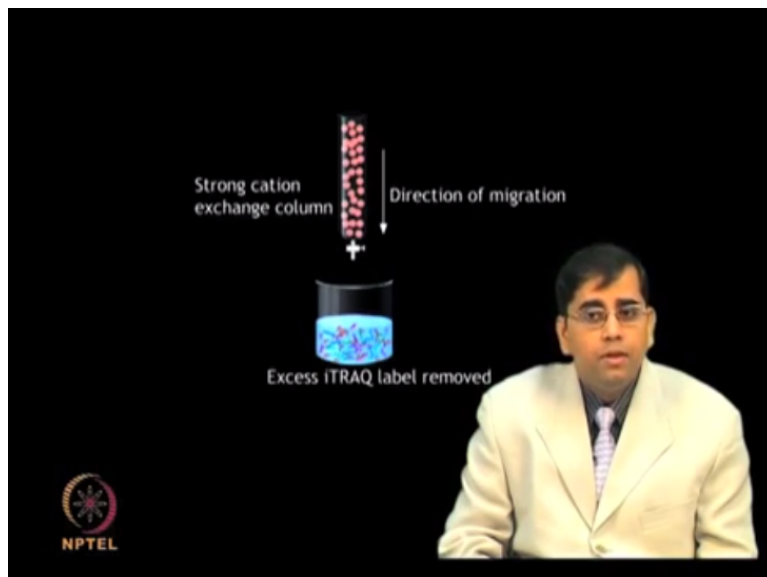 Strong cation
exchange column
Direction of migration
Excess iTRAQ label removed
NPTEL